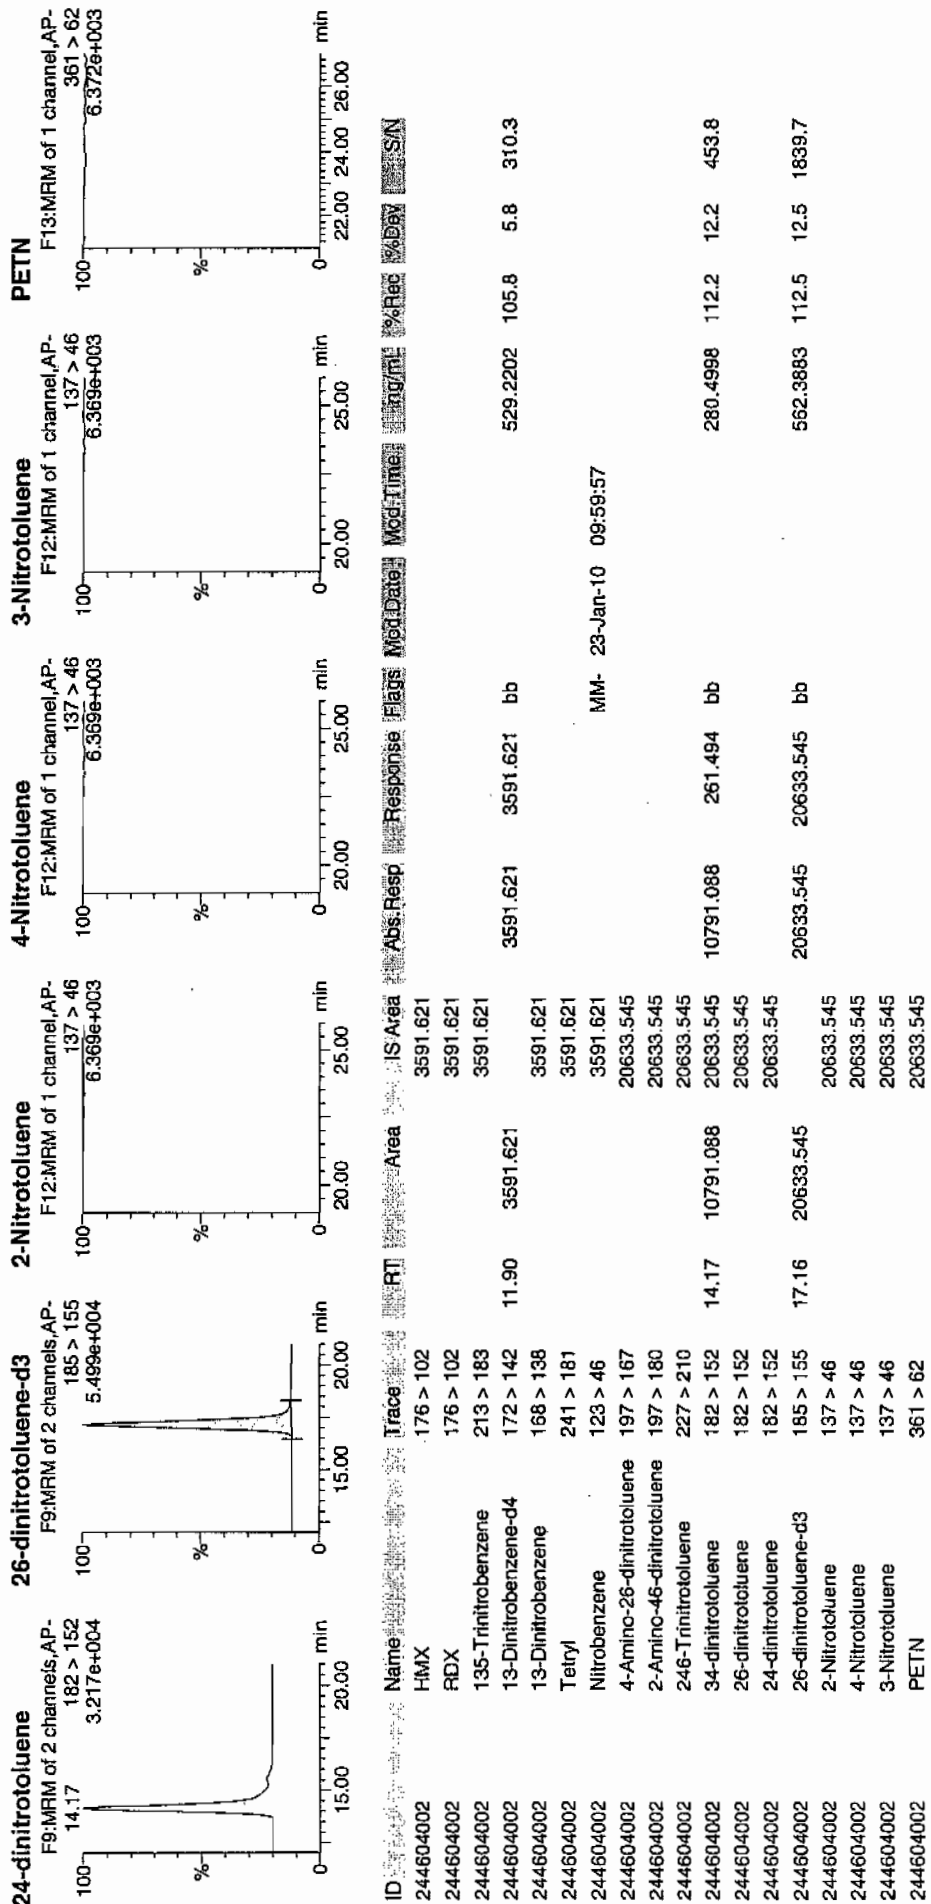 24-dinitrotoluene
F9:MRM of 2 channels,AP-
182 > 152
3.217e+004
14.17
100
%
0
15.00 20.00 min
26-dinitrotoluene-d3
F9:MRM of 2 channels,AP-
185 > 155
5.499e+004
100
%
0
15.00 20.00 min
2-Nitrotoluene
F12:MRM of 1 channel,AP-
137 > 46
6.369e+003
100
%
0
20.00 25.00 min
4-Nitrotoluene
F12:MRM of 1 channel,AP-
137 > 46
6.369e+003
100
%
0
20.00 25.00 min
3-Nitrotoluene
F12:MRM of 1 channel,AP-
137 > 46
6.369e+003
100
%
0
20.00 25.00 min
PETN
F13:MRM of 1 channel,AP-
361 > 62
6.372e+003
100
%
0
22.00 24.00 26.00 min
ID Name Trace RT Area IS Area Abs.Resp Response Flags Mod.Date Mod.Time ng/mL %Rec %Dev S/N
244604002 HMX 176 > 102 3591.621
244604002 RDX 176 > 102 3591.621
244604002 135-Trinitrobenzene 213 > 183 3591.621
244604002 13-Dinitrobenzene-d4 172 > 142 11.90 3591.621 3591.621 3591.621 bb 529.2202 105.8 5.8 310.3
244604002 13-Dinitrobenzene 168 > 138 3591.621
244604002 Tetryl 241 > 181 3591.621
244604002 Nitrobenzene 123 > 46 3591.621 MM- 23-Jan-10 09:59:57
244604002 4-Amino-26-dinitrotoluene 197 > 167 20633.545
244604002 2-Amino-46-dinitrotoluene 197 > 180 20633.545
244604002 246-Trinitrotoluene 227 > 210 20633.545
244604002 34-dinitrotoluene 182 > 152 14.17 10791.088 20633.545 10791.088 261.494 bb 280.4998 112.2 12.2 453.8
244604002 26-dinitrotoluene 182 > 152 20633.545
244604002 24-dinitrotoluene 182 > 152 20633.545
244604002 26-dinitrotoluene-d3 185 > 155 17.16 20633.545 20633.545 20633.545 bb 562.3883 112.5 12.5 1839.7
244604002 2-Nitrotoluene 137 > 46 20633.545
244604002 4-Nitrotoluene 137 > 46 20633.545
244604002 3-Nitrotoluene 137 > 46 20633.545
244604002 PETN 361 > 62 20633.545